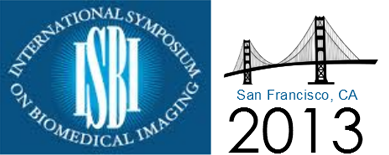 INTERNATIONAL SYMPOSIUM
ISBI
ON BIOMEDICAL IMAGING
San Francisco, CA
2013